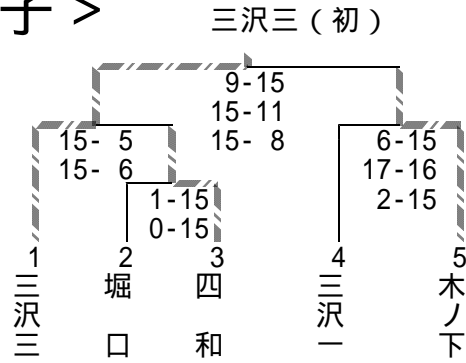 子 >
三沢三 ( 初 )
9-15
15-11
15- 8
15- 5
15- 6
6-15
17-16
2-15
1-15
0-15
1 2 3 4 5
三沢三
堀口
四和
三沢一
木ノ下